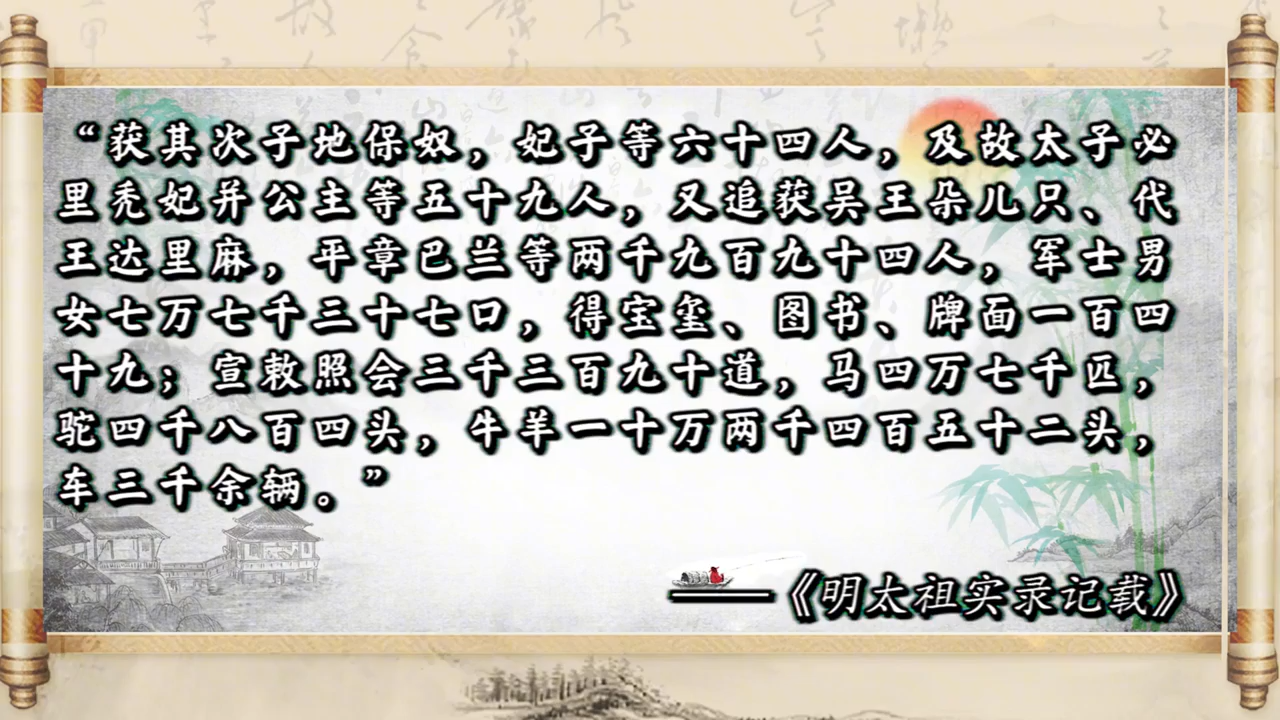 “获其次子地保奴，妃子等六十四人，及故太子必
里秃妃并公主等五十九人，又追获吴王朵儿只、代
王达里麻，平章巴兰等两千九百九十四人，军士男
女七万七千三十七口，得宝玺、图书、牌面一百四
十九；宣敕照会三千三百九十道，马四万七千匹，
驼四千八百四头，牛羊一十万两千四百五十二头，
车三千余辆。”
——《明太祖实录记载》